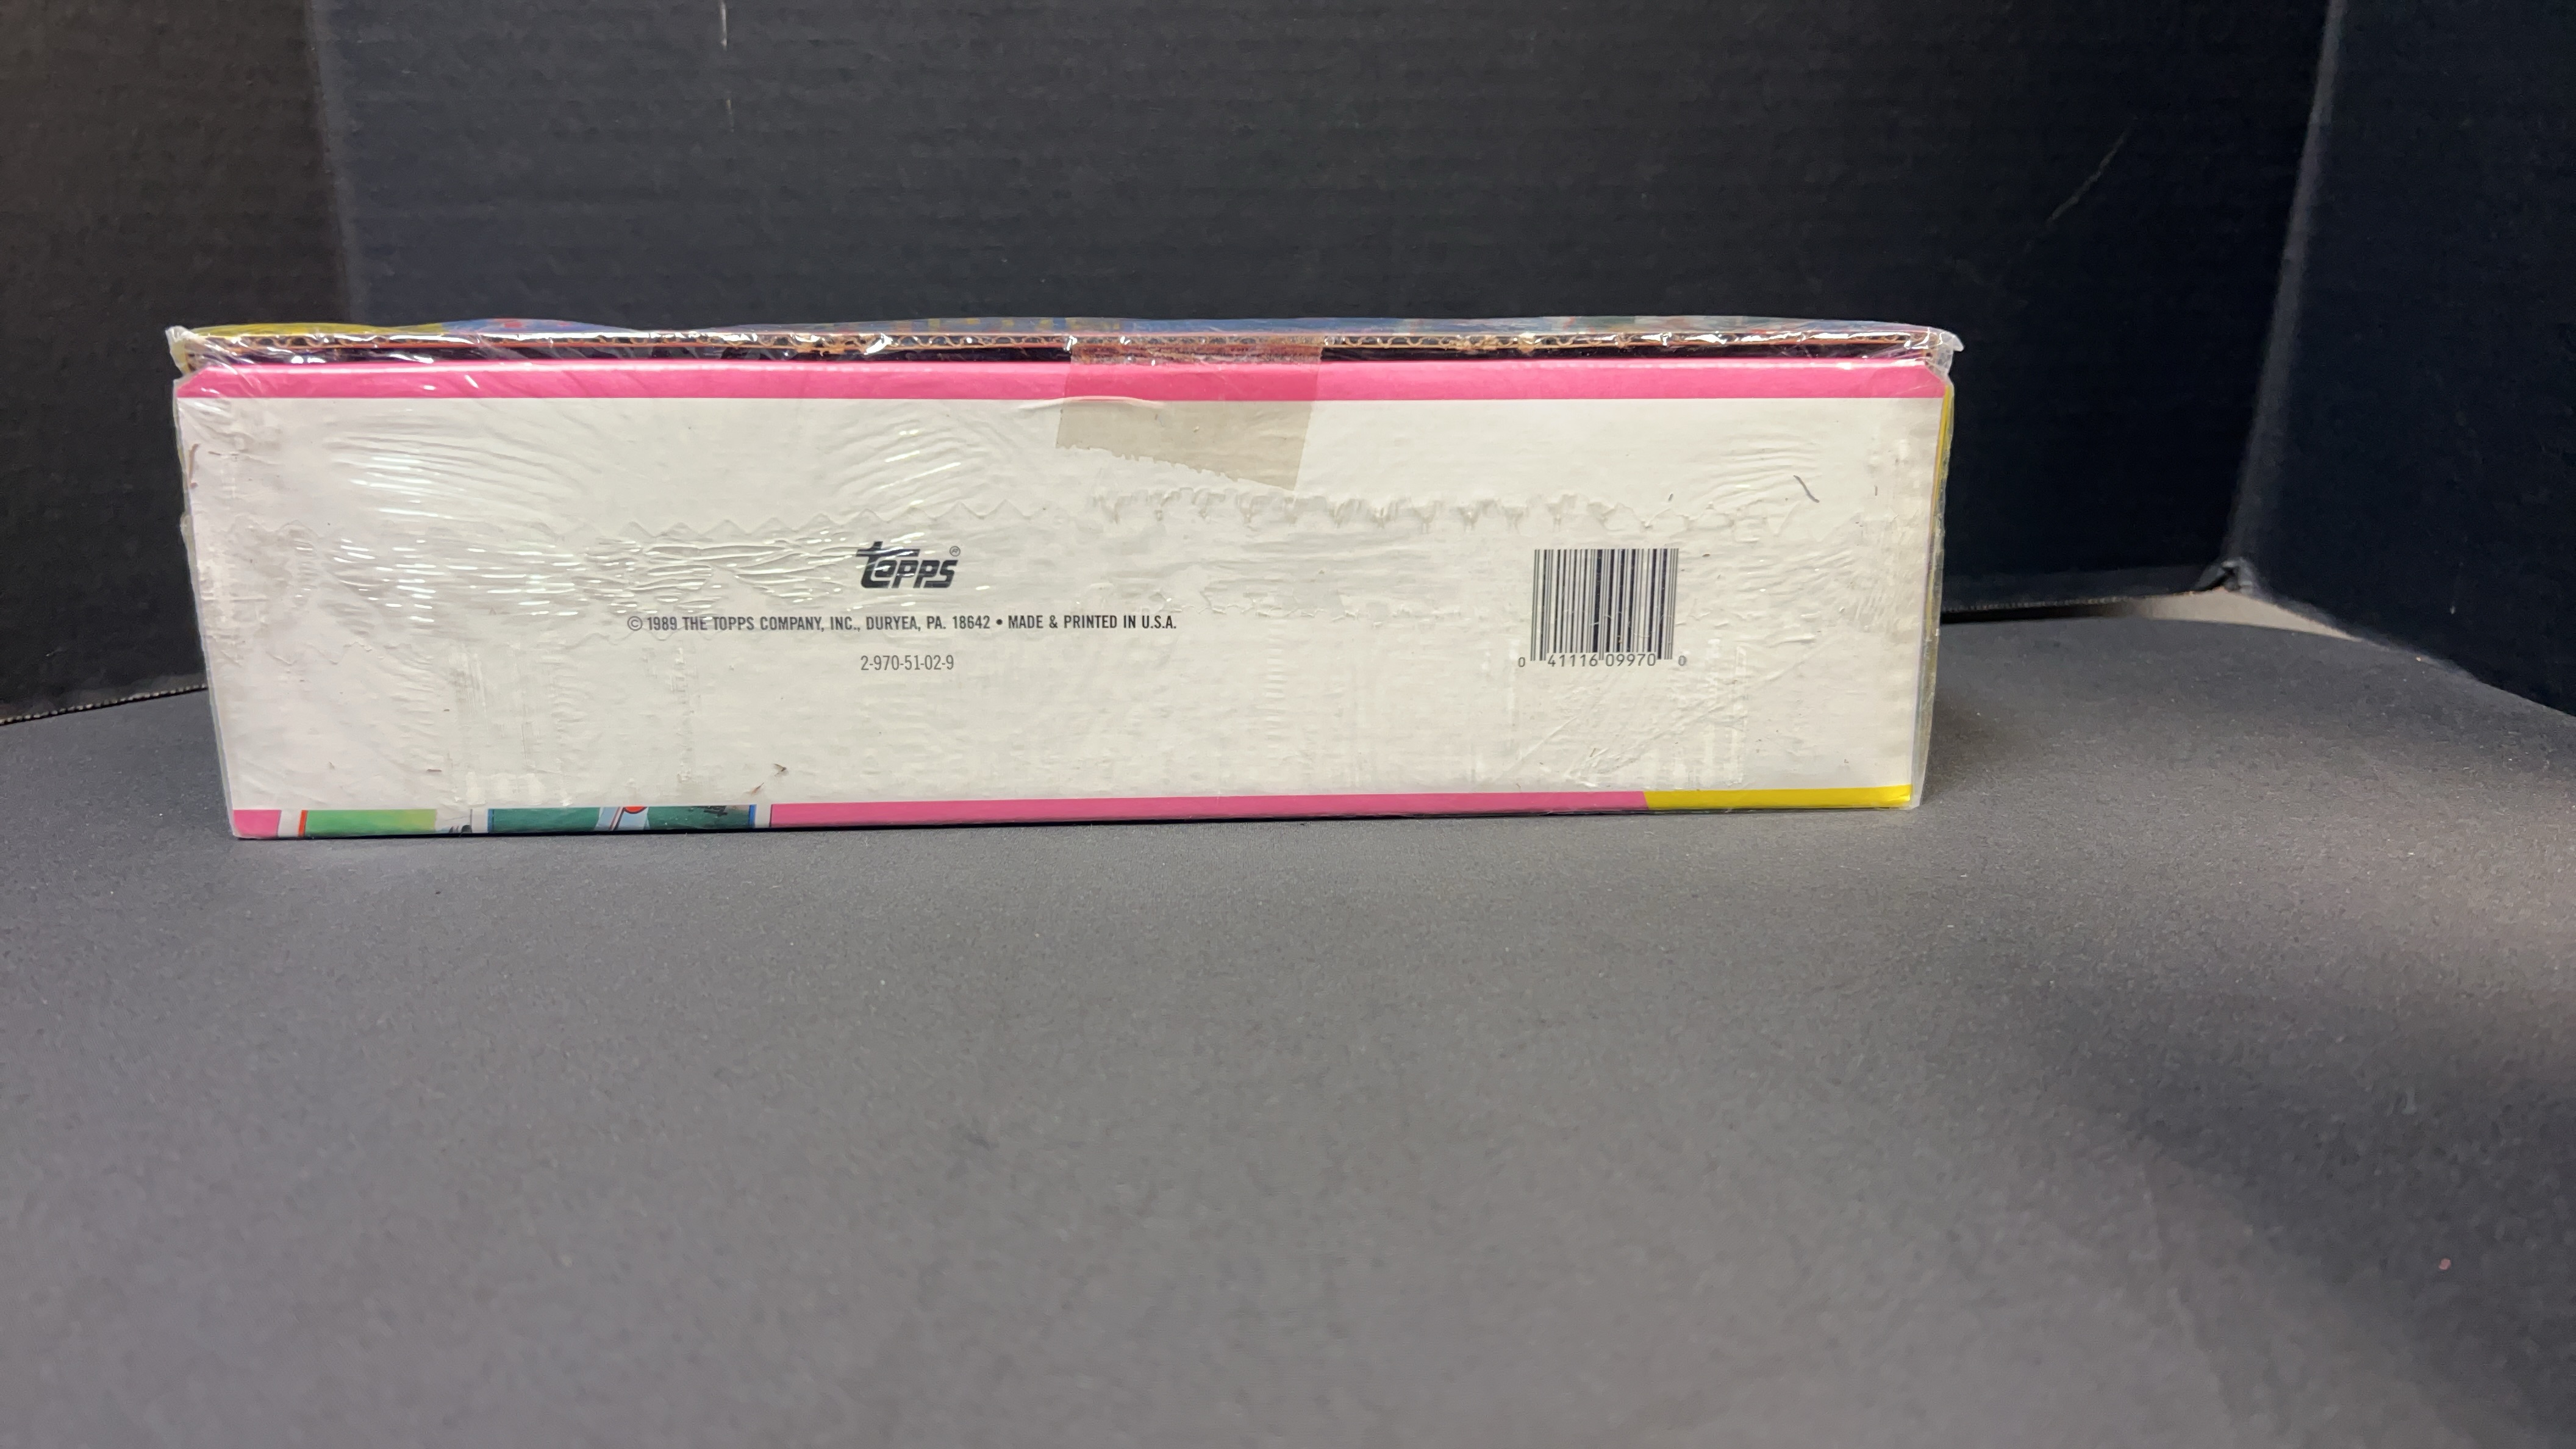 topps®
© 1989 THE TOPPS COMPANY, INC., DURYEA, PA. 18642 • MADE & PRINTED IN U.S.A.
2-970-51-02-9
0 41116 09970 0